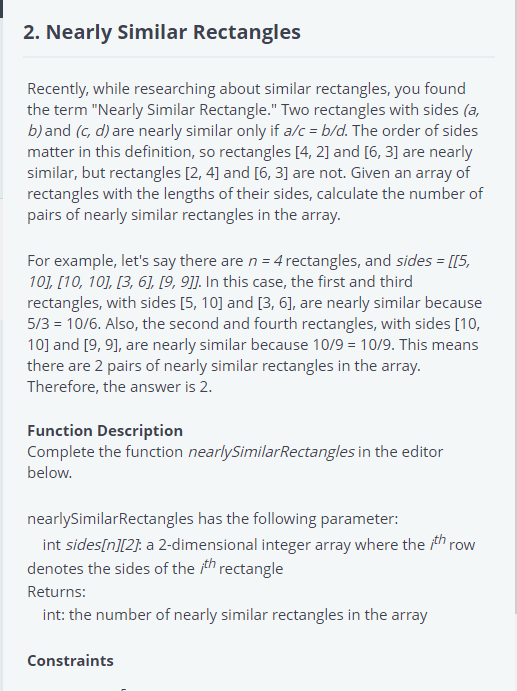 2. Nearly Similar Rectangles
Recently, while researching about similar rectangles, you found
the term "Nearly Similar Rectangle." Two rectangles with sides (a,
b) and (c, d) are nearly similar only if a/c = b/d. The order of sides
matter in this definition, so rectangles [4, 2] and [6, 3] are nearly
similar, but rectangles [2, 4] and [6, 3] are not. Given an array of
rectangles with the lengths of their sides, calculate the number of
pairs of nearly similar rectangles in the array.
For example, let's say there are n = 4 rectangles, and sides = [[5,
10], [10, 10], [3, 6], [9, 9]]. In this case, the first and third
rectangles, with sides [5, 10] and [3, 6], are nearly similar because
5/3 = 10/6. Also, the second and fourth rectangles, with sides [10,
10] and [9, 9], are nearly similar because 10/9 = 10/9. This means
there are 2 pairs of nearly similar rectangles in the array.
Therefore, the answer is 2.
Function Description
Complete the function nearlySimilarRectangles in the editor
below.
nearlySimilarRectangles has the following parameter:
int sides[n][2]: a 2-dimensional integer array where the ith row
denotes the sides of the ith rectangle
Returns:
int: the number of nearly similar rectangles in the array
Constraints